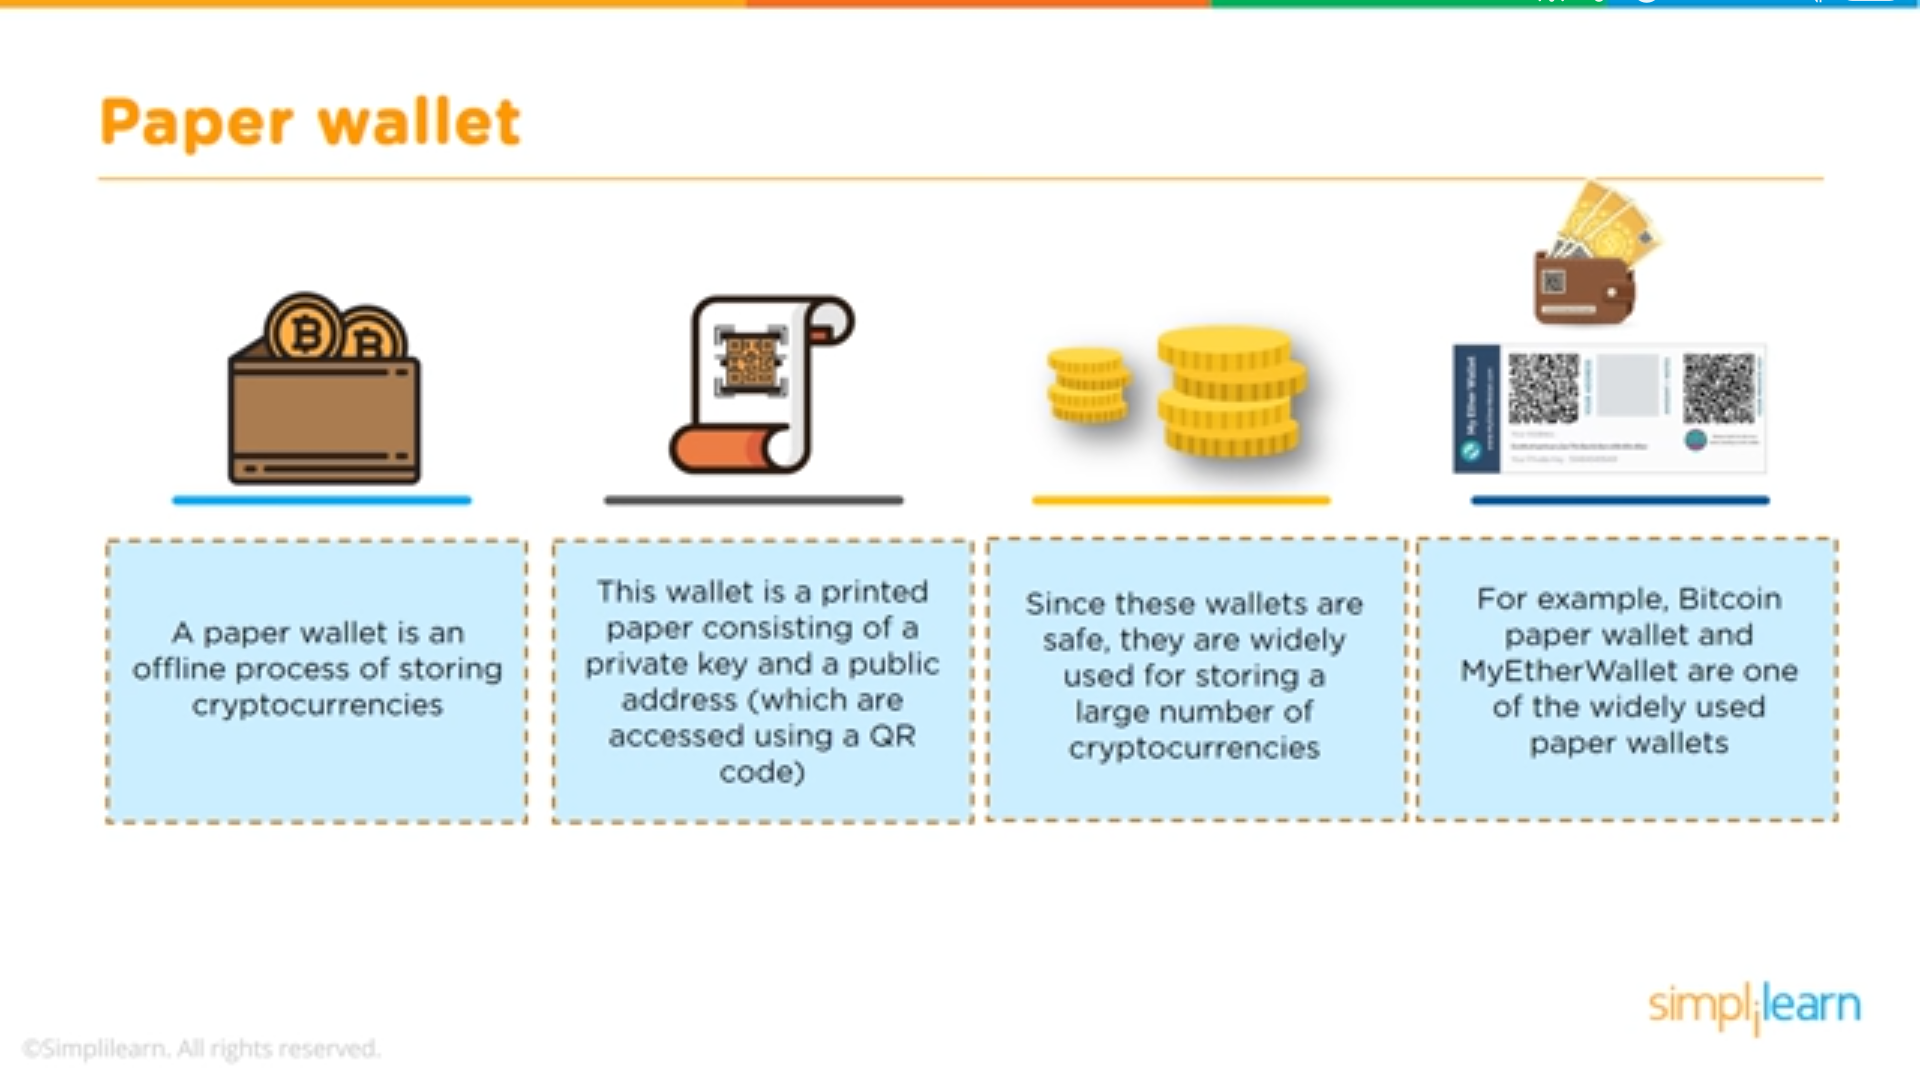 Paper wallet
A paper wallet is an
offline process of storing
cryptocurrencies
This wallet is a printed
paper consisting of a
private key and a public
address (which are
accessed using a QR
code)
Since these wallets are
safe, they are widely
used for storing a
large number of
cryptocurrencies
My Ether Wallet
For example, Bitcoin
paper wallet and
MyEtherWallet are one
of the widely used
paper wallets
simplilearn
©Simplilearn. All rights reserved.